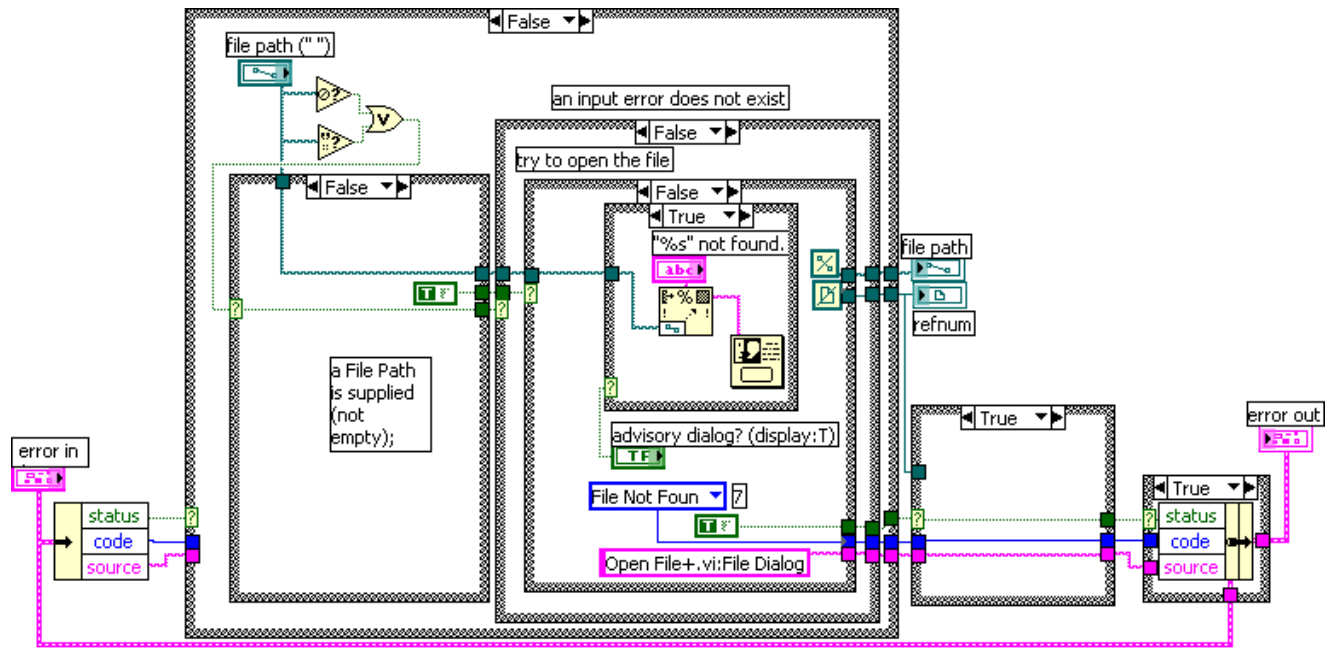 False
file path (" ")
an input error does not exist
False
try to open the file
False
False
True
"%s" not found.
abc
file path
T
%
refnum
a File Path
is supplied
(not
empty);
True
error out
advisory dialog? (display:T)
TF
error in
True
File Not Foun
7
status
T
status
code
code
source
Open File+.vi:File Dialog
source